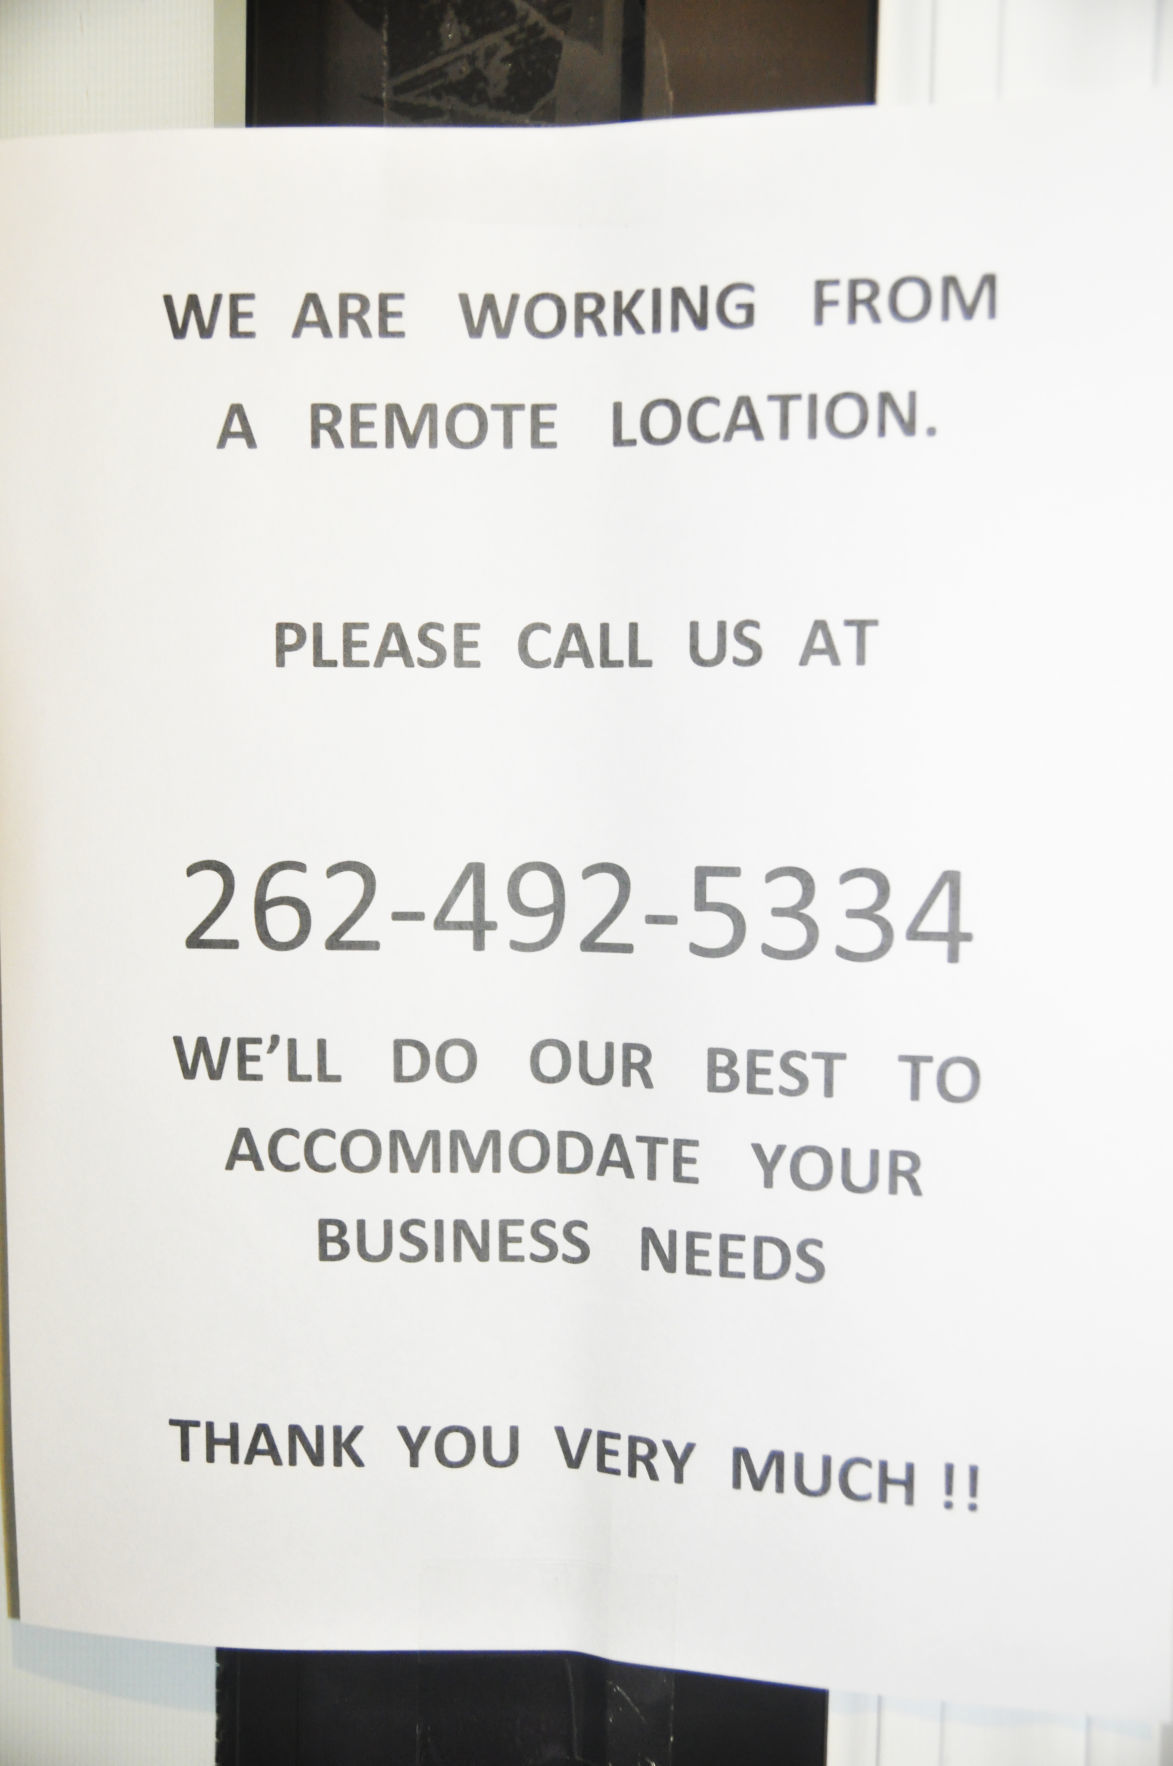 WE ARE WORKING FROM
A REMOTE LOCATION.
PLEASE CALL US AT
262-492-5334
WE'LL DO OUR BEST TO
ACCOMMODATE YOUR
BUSINESS NEEDS
THANK YOU VERY MUCH !!